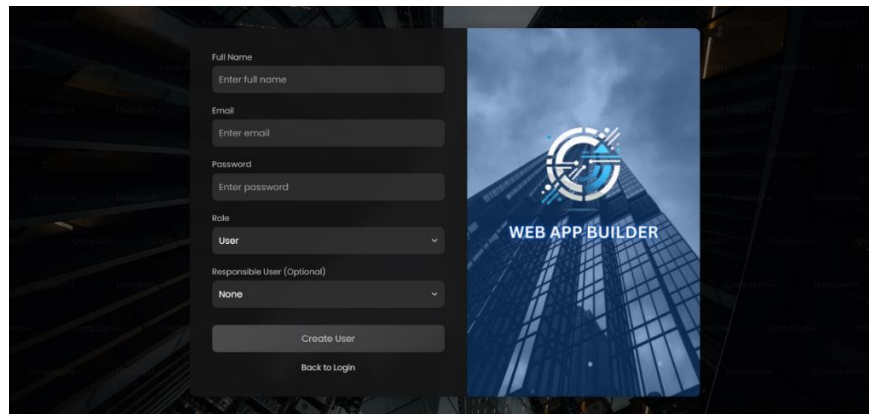 Full Name
Enter full name
Email
Enter email
Password
Enter password
Role
User
Responsible User (Optional)
None
Create User
Back to Login
WEB APP BUILDER